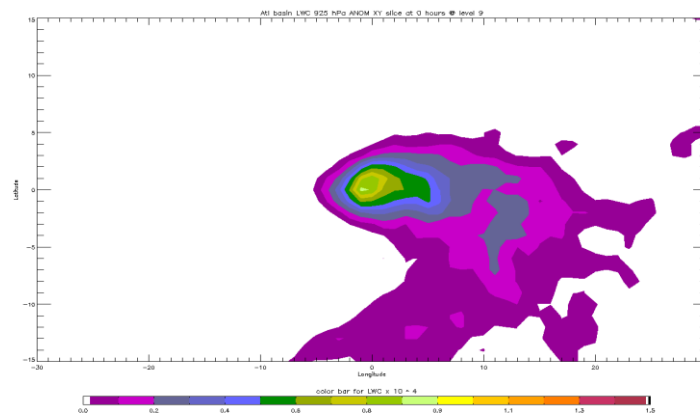 Atl basin LWC 925 hPa ANOM XY slice at 0 hours @ level 9
15
10
5
0
-5
-10
-15
Latitude
-30 -20 -10 0 10 20
Longitude
color bar for LWC x 10 - 4
0.0 0.2 0.4 0.6 0.8 0.9 1.1 1.3 1.5